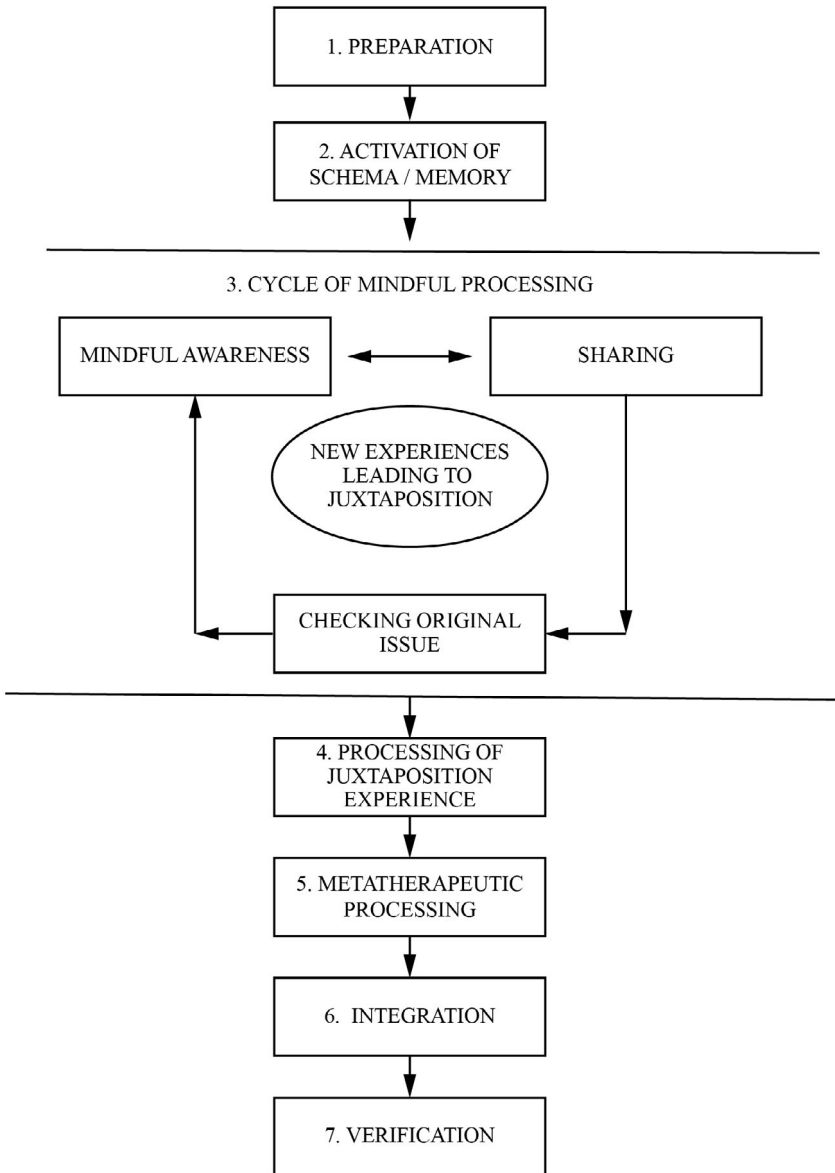 1. PREPARATION
2. ACTIVATION OF
SCHEMA / MEMORY
3. CYCLE OF MINDFUL PROCESSING
MINDFUL AWARENESS
SHARING
NEW EXPERIENCES
LEADING TO
JUXTAPOSITION
CHECKING ORIGINAL
ISSUE
4. PROCESSING OF
JUXTAPOSITION
EXPERIENCE
5. METATHERAPEUTIC
PROCESSING
6. INTEGRATION
7. VERIFICATION